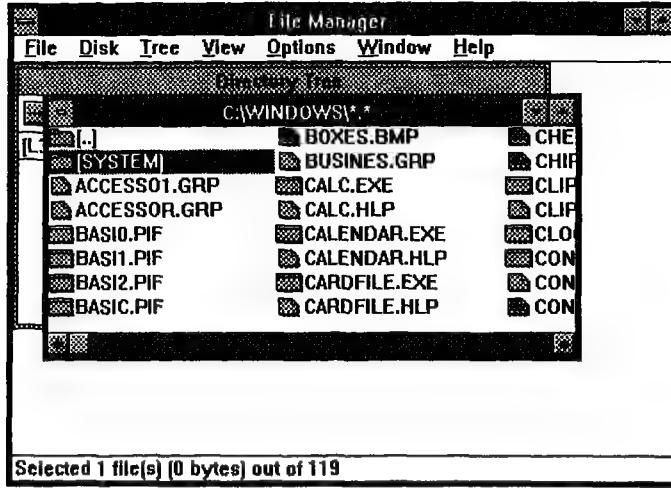 File Manager
File Disk Tree View Options Window Help
Directory Tree
C:\WINDOWS\*.*
[..] BOXES.BMP CHE
[SYSTEM] BUSINES.GRP CHIP
ACCESSO1.GRP CALC.EXE CLIP
ACCESSOR.GRP CALC.HLP CLIP
BASI0.PIF CALENDAR.EXE CLO
BASI1.PIF CALENDAR.HLP CON
BASI2.PIF CARDFILE.EXE CON
BASIC.PIF CARDFILE.HLP CON
Selected 1 file(s) (0 bytes) out of 119